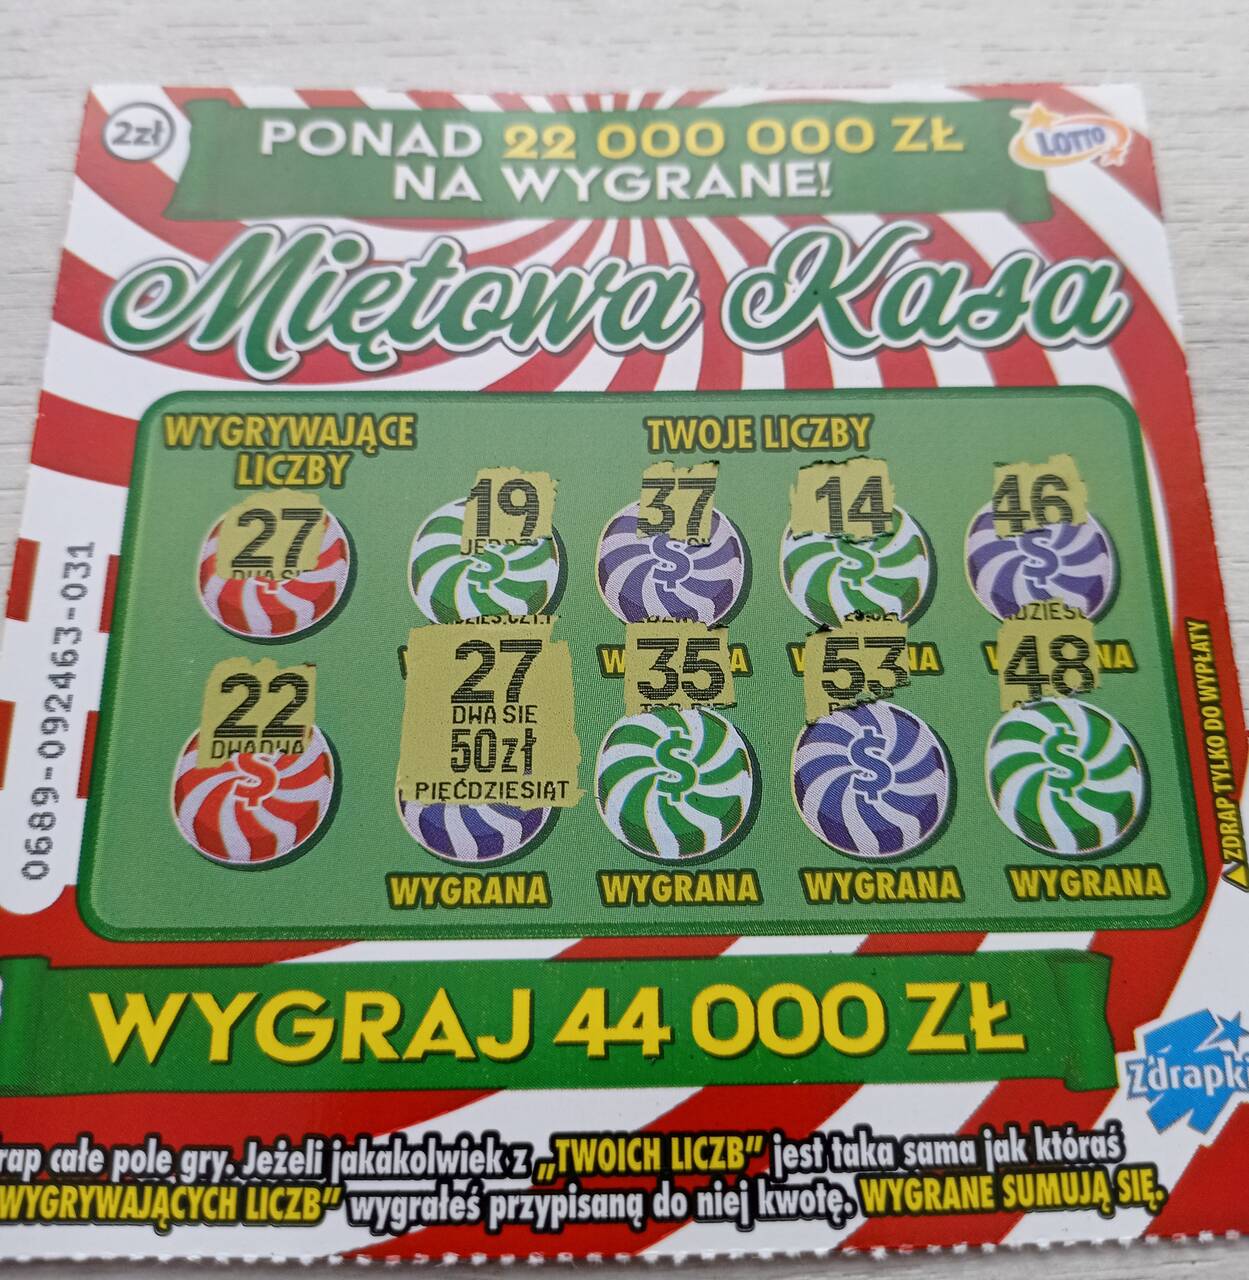 2zł
PONAD 22 000 000 ZŁ
NA WYGRANE!
LOTTO
Miętowa Kasa
WYGRYWAJĄCE
LICZBY
TWOJE LICZBY
27
19
37
14
46
22
DWADWA
27
DWA SIE
50zł
PIĘĆDZIESIĄT
35
53
48
WYGRANA
WYGRANA
WYGRANA
WYGRANA
0689-092463-031
ZDRAP TYLKO DO WYPŁATY
WYGRAJ 44 000 ZŁ
Zdrapki
całe pole gry. Jeżeli jakakolwiek z „TWOICH LICZB” jest taka sama jak któraś
WYGRYWAJĄCYCH LICZB” wygrałeś przypisaną do niej kwotę. WYGRANE SUMUJĄ SIĘ.